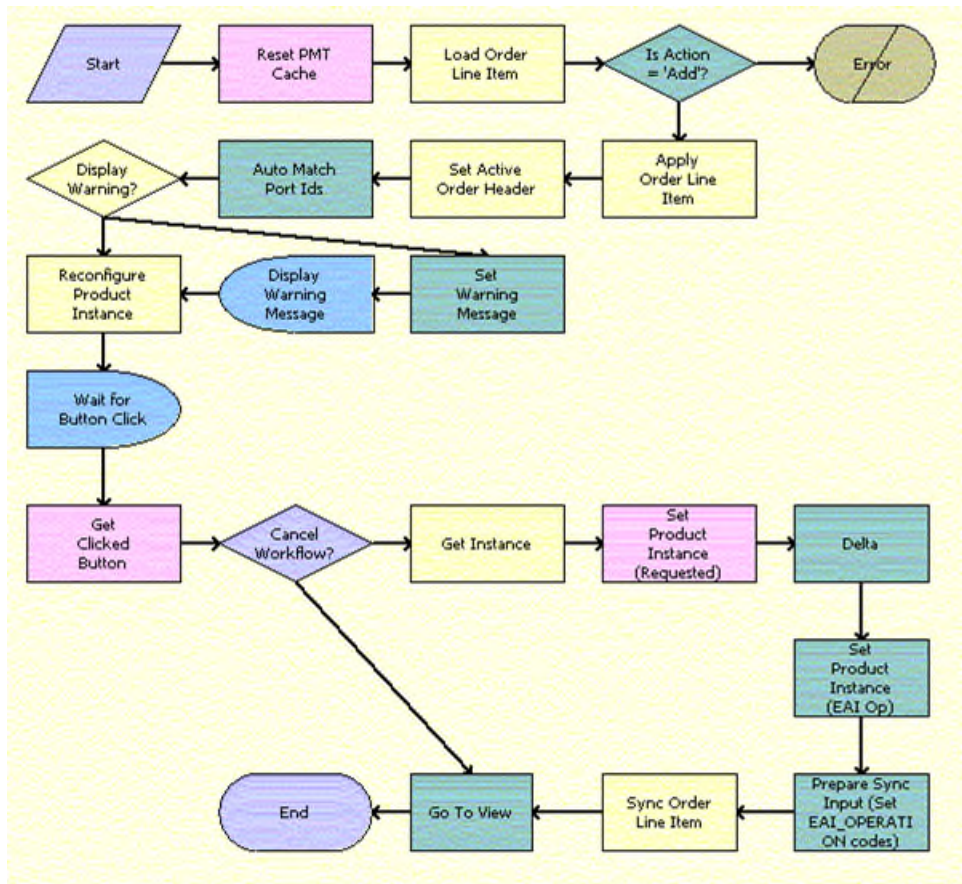 Start
Reset PMT
Cache
Load Order
Line Item
Is Action
= 'Add'?
Error
Display
Warning?
Auto Match
Port Ids
Set Active
Order Header
Apply
Order Line
Item
Reconfigure
Product
Instance
Display
Warning
Message
Set
Warning
Message
Wait for
Button Click
Get
Clicked
Button
Cancel
Workflow?
Get Instance
Set
Product
Instance
(Requested)
Delta
Set
Product
Instance
(EAI Op)
End
Go To View
Sync Order
Line Item
Prepare Sync
Input (Set
EAI_OPERATI
ON codes)